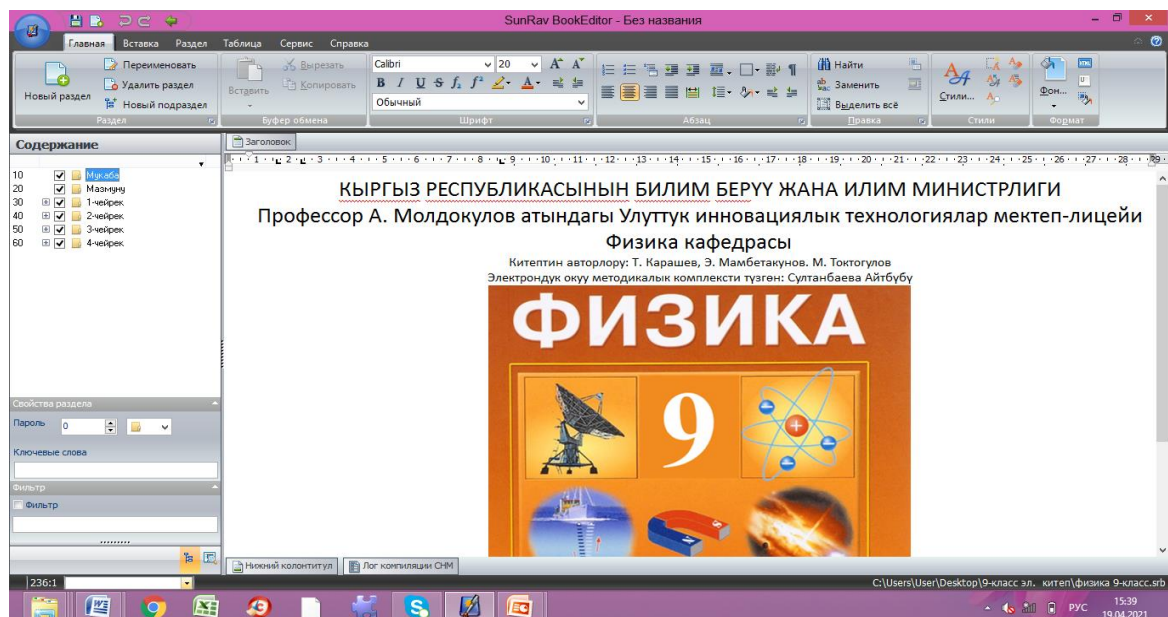 SunRav BookEditor - Без названия
Главная Вставка Раздел Таблица Сервис Справка
Новый раздел
Переименовать
Удалить раздел
Новый подраздел
Раздел
Вставить
Вырезать
Копировать
Буфер обмена
Calibri 20
Обычный
Шрифт
Абзац
Найти
Заменить
Выделить всё
Правка
Стили...
Стили
Фон...
Формат
Содержание
10 Мукаба
20 Мазмуну
30 1-чейрек
40 2-чейрек
50 3-чейрек
60 4-чейрек
Свойства раздела
Пароль 0
Ключевые слова
Фильтр
Фильтр
Заголовок
КЫРГЫЗ РЕСПУБЛИКАСЫНЫН БИЛИМ БЕРҮҮ ЖАНА ИЛИМ МИНИСТРЛИГИ
Профессор А. Молдокулов атындагы Улуттук инновациялык технологиялар мектеп-лицейи
Физика кафедрасы
Китептин авторлору: Т. Карашев, Э. Мамбетакунов. М. Токтогулов
Электрондук окуу методикалык комплексти түзгөн: Султанбаева Айтбүбү
ФИЗИКА
9
Нижний колонтитул
Лог компиляции CHM
236:1
C:\Users\User\Desktop\9-класс эл. китеп\физика 9-класс.srb
РУС
15:39
19.04.2021